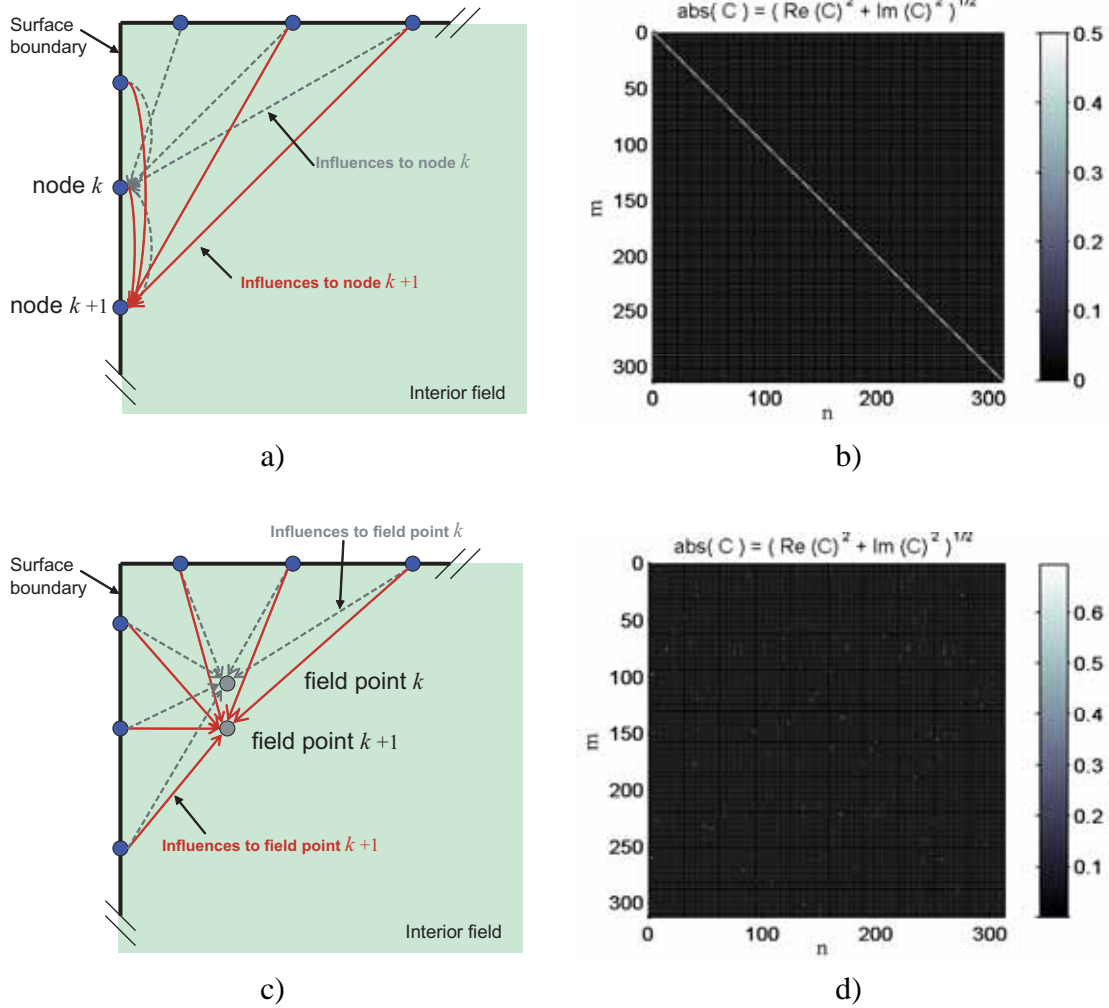 Surface
boundary
Influences to node k
node k
Influences to node k +1
node k +1
Interior field
a)
abs( C ) = ( Re (C)² + Im (C)² )^1/2
0
50
100
150
200
250
300
m
0 100 200 300
n
0.5
0.4
0.3
0.2
0.1
0
b)
Influences to field point k
Surface
boundary
field point k
field point k +1
Influences to field point k +1
Interior field
c)
abs( C ) = ( Re (C)² + Im (C)² )^1/2
0
50
100
150
200
250
300
m
0 100 200 300
n
0.6
0.5
0.4
0.3
0.2
0.1
d)